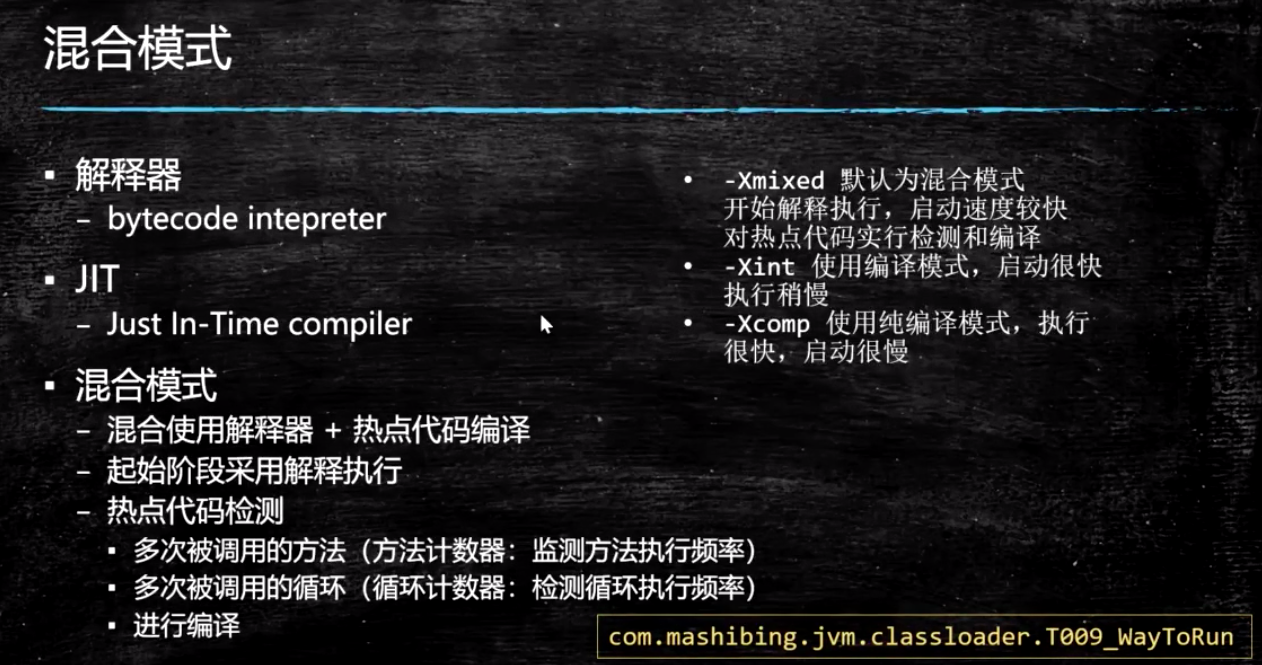 混合模式
▪ 解释器
– bytecode intepreter
▪ JIT
– Just In-Time compiler
▪ 混合模式
– 混合使用解释器 + 热点代码编译
– 起始阶段采用解释执行
– 热点代码检测
▪ 多次被调用的方法（方法计数器：监测方法执行频率）
▪ 多次被调用的循环（循环计数器：检测循环执行频率）
▪ 进行编译
• -Xmixed 默认为混合模式
开始解释执行，启动速度较快
对热点代码实行检测和编译
• -Xint 使用编译模式，启动很快
执行稍慢
• -Xcomp 使用纯编译模式，执行
很快，启动很慢
com.mashibing.jvm.classloader.T009_WayToRun